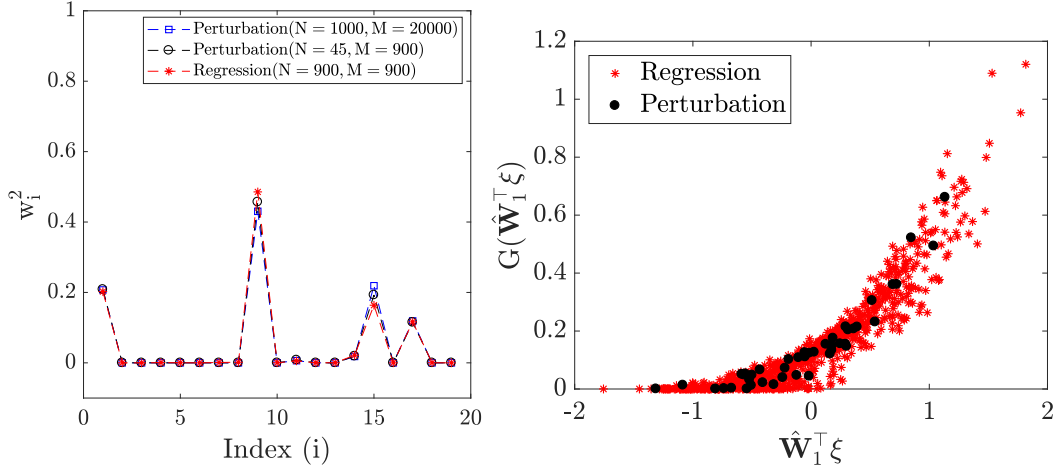 1
0.8
0.6
0.4
0.2
0
w_i^2
0 5 10 15 20
Index (i)
Perturbation(N = 1000, M = 20000)
Perturbation(N = 45, M = 900)
Regression(N = 900, M = 900)
1.2
1
0.8
0.6
0.4
0.2
0
G(Ŵ₁^⊤ξ)
-2 -1 0 1 2
Ŵ₁^⊤ξ
Regression
Perturbation